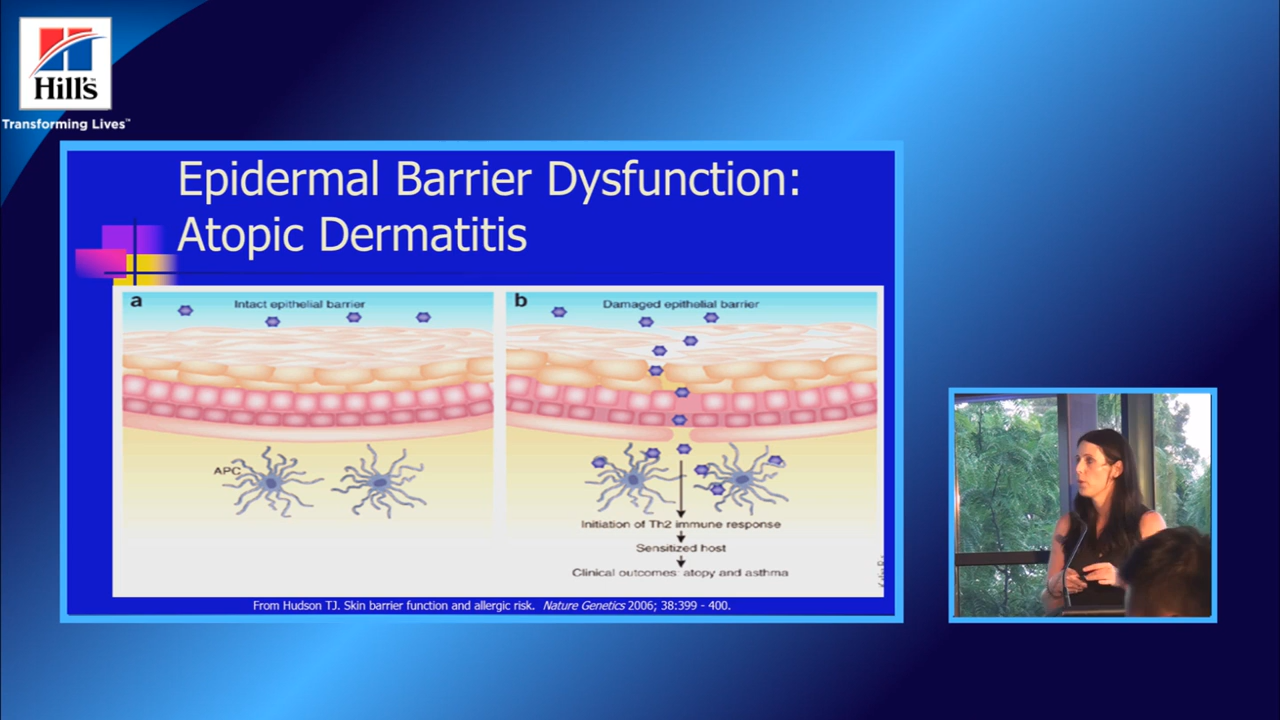 Hill's
Transforming Lives™
Epidermal Barrier Dysfunction:
Atopic Dermatitis
a
Intact epithelial barrier
APC
b
Damaged epithelial barrier
Initiation of Th2 immune response
Sensitized host
Clinical outcomes: atopy and asthma
From Hudson TJ. Skin barrier function and allergic risk. Nature Genetics 2006; 38:399 - 400.